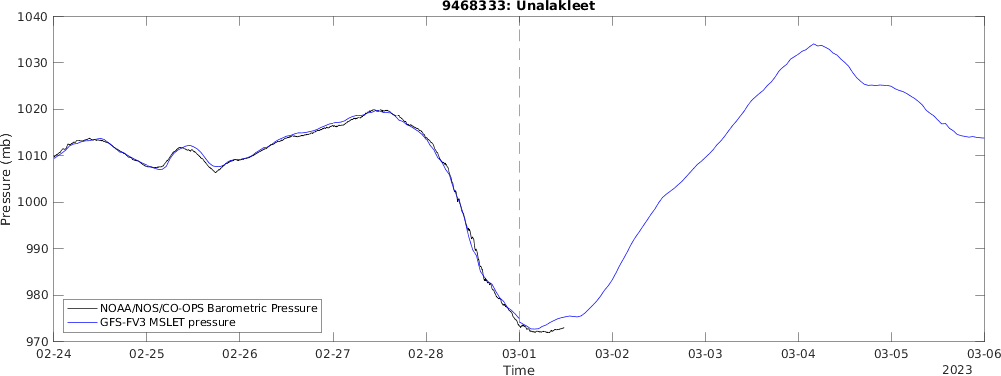 9468333: Unalakleet
1040
1030
1020
1010
1000
990
980
970
Pressure (mb)
NOAA/NOS/CO-OPS Barometric Pressure
GFS-FV3 MSLET pressure
02-24 02-25 02-26 02-27 02-28 03-01 03-02 03-03 03-04 03-05 03-06
Time
2023